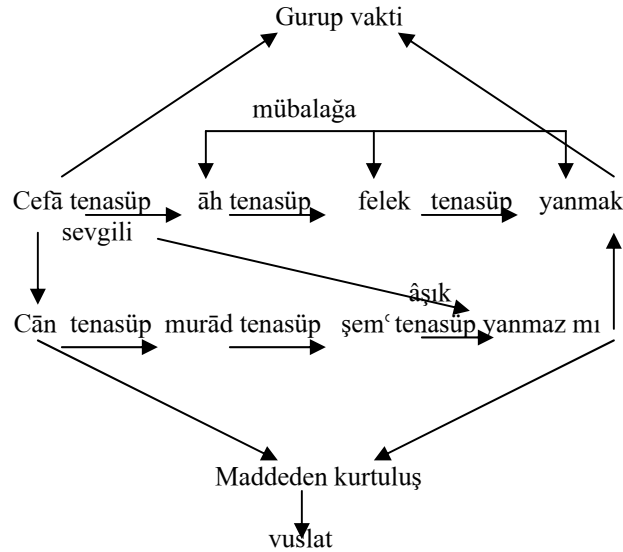 Gurup vakti
mübalağa
Cefā tenasüp āh tenasüp felek tenasüp yanmak
sevgili
âşık
Cān tenasüp murād tenasüp şemᶜ tenasüp yanmaz mı
Maddeden kurtuluş
vuslat